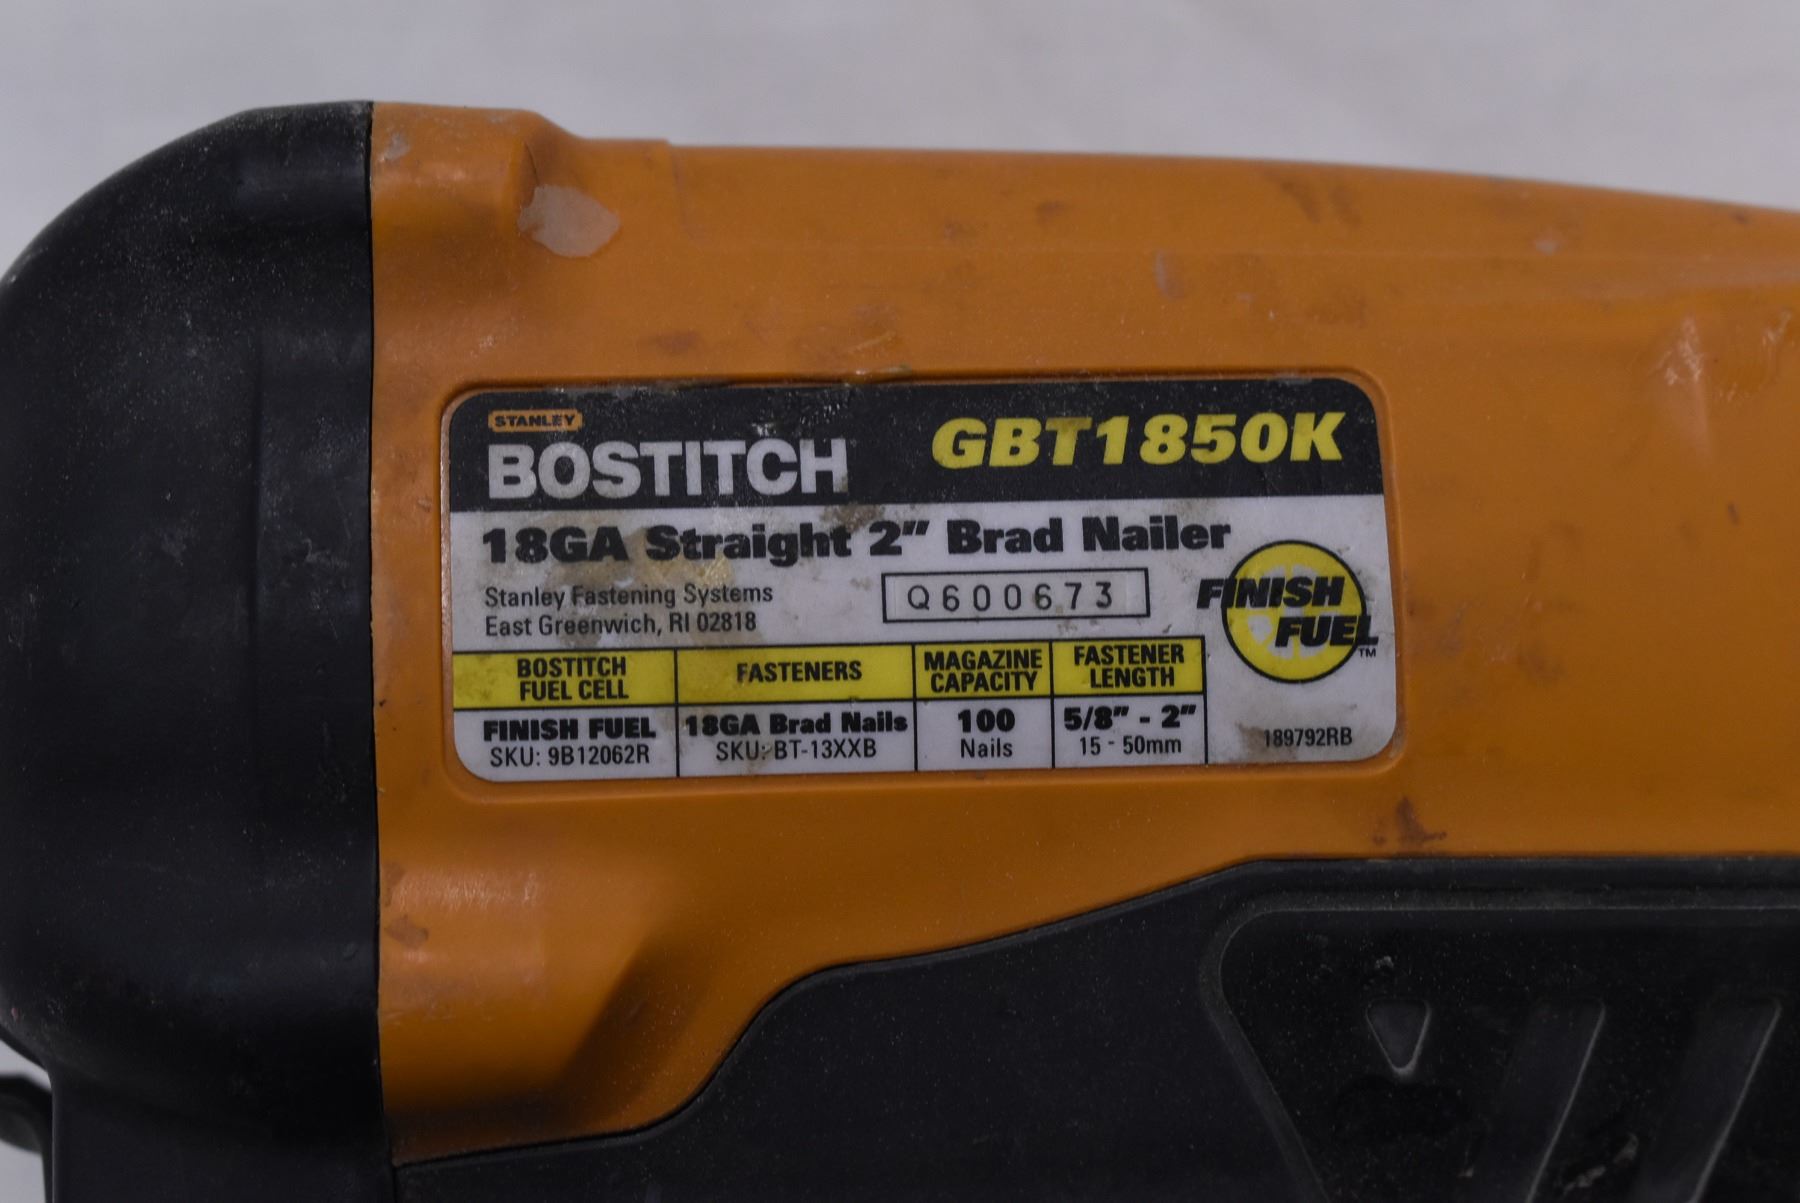 STANLEY
BOSTITCH
GBT1850K
18GA Straight 2" Brad Nailer
Stanley Fastening Systems
East Greenwich, RI 02818
Q600673
FINISH
FUEL™
BOSTITCH
FUEL CELL
FASTENERS
MAGAZINE
CAPACITY
FASTENER
LENGTH
FINISH FUEL
SKU: 9B12062R
18GA Brad Nails
SKU: BT-13XXB
100
Nails
5/8" - 2"
15 - 50mm
189792RB